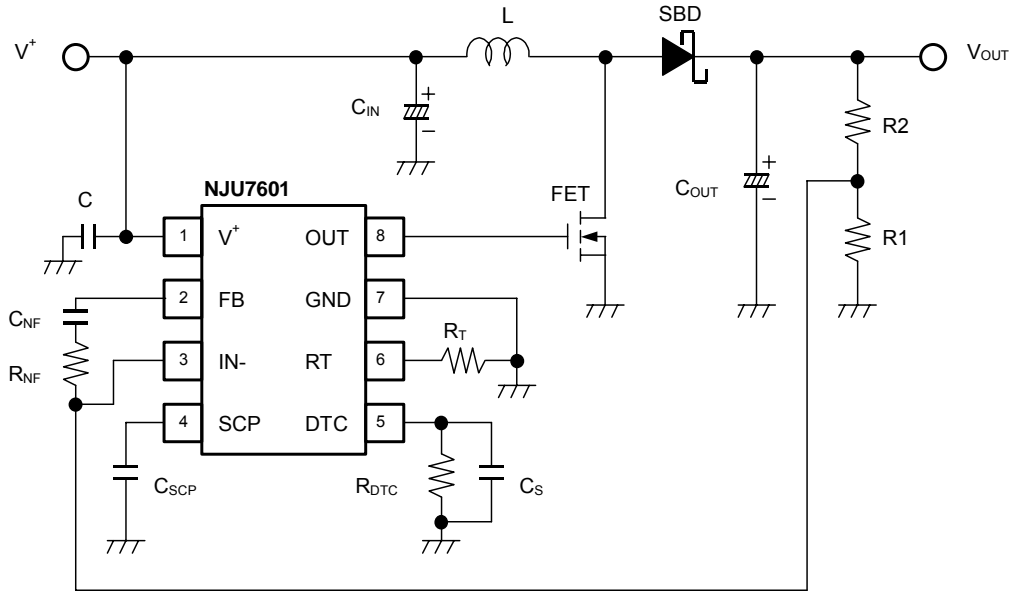 L
SBD
V+
VOUT
CIN
+
−
R2
NJU7601
FET
COUT
+
−
C
1
V+
OUT
8
R1
2
FB
GND
7
CNF
RT
RNF
3
IN-
RT
6
4
SCP
DTC
5
CSCP
RDTC
CS